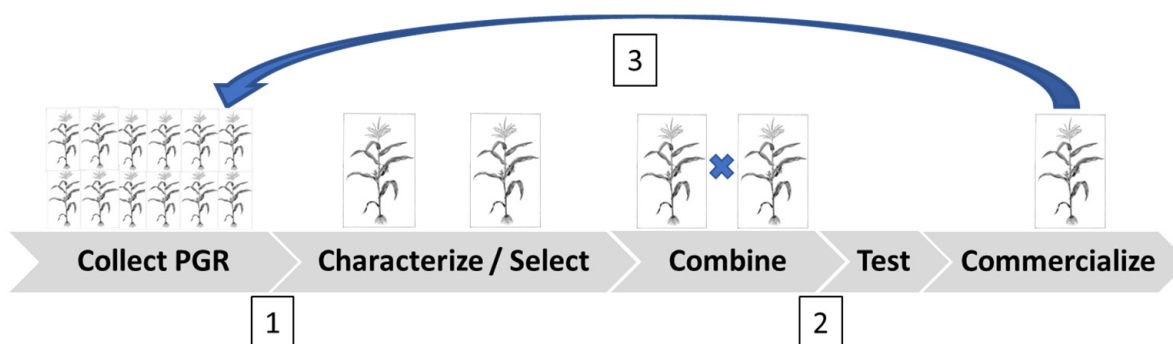 3
Collect PGR
Characterize / Select
Combine
Test
Commercialize
1
2